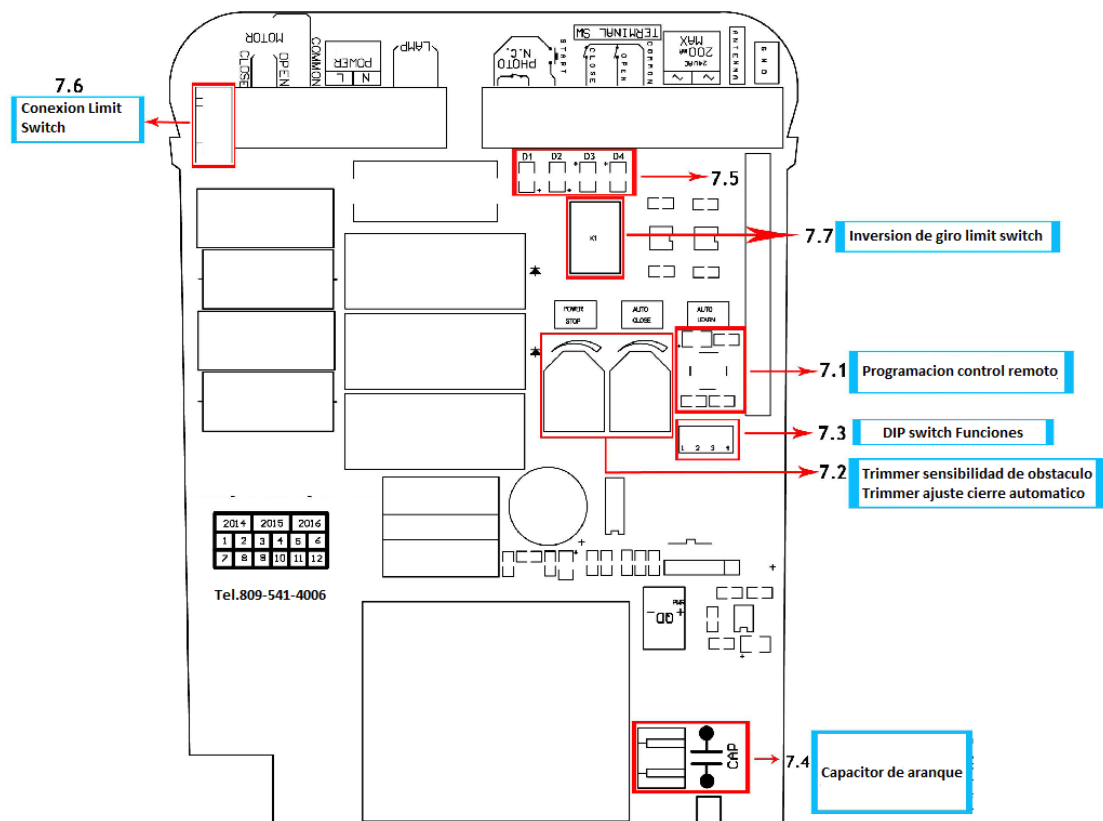 MOTOR
CLOSE
OPEN
COMMON
POWER
L N
LAMP
PHOTO
N.C.
START
TERMINAL SW
CLOSE
OPEN
COMMON
24VAC
200mA
MAX
~ ~
ANTENNA
GND
7.6
Conexion Limit
Switch
D1 D2 D3 D4
7.5
K1
7.7 Inversion de giro limit switch
POWER
STOP
AUTO
CLOSE
AUTO
LEARN
7.1 Programacion control remoto
1 2 3 4
7.3 DIP switch Funciones
7.2 Trimmer sensibilidad de obstaculo
Trimmer ajuste cierre automatico
2014 2015 2016
1 2 3 4 5 6
7 8 9 10 11 12
Tel.809-541-4006
PWR
CAP
7.4 Capacitor de aranque